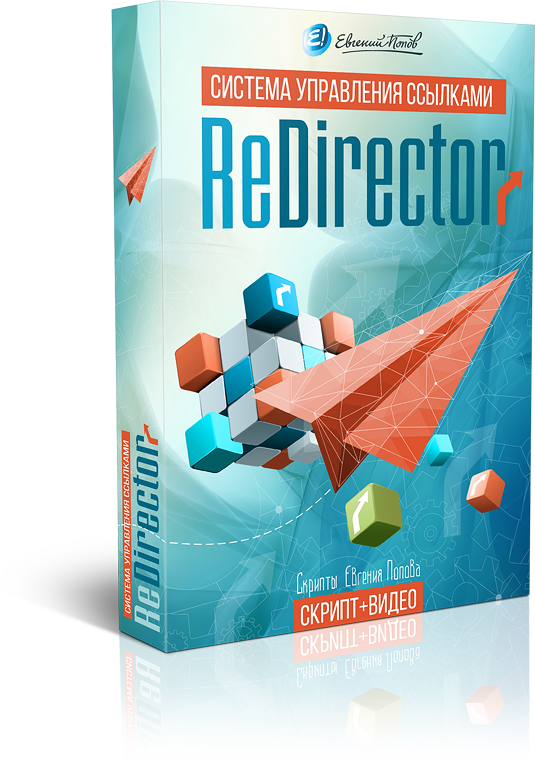 Е!
Евгений Попов
СИСТЕМА УПРАВЛЕНИЯ ССЫЛКАМИ
ReDirector
Скрипты Евгения Попова
СКРИПТ+ВИДЕО
СИСТЕМА УПРАВЛЕНИЯ ССЫЛКАМИ
ReDirector